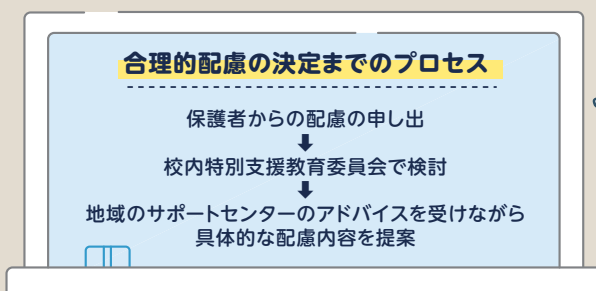 合理的配慮の決定までのプロセス
保護者からの配慮の申し出
校内特別支援教育委員会で検討
地域のサポートセンターのアドバイスを受けながら
具体的な配慮内容を提案